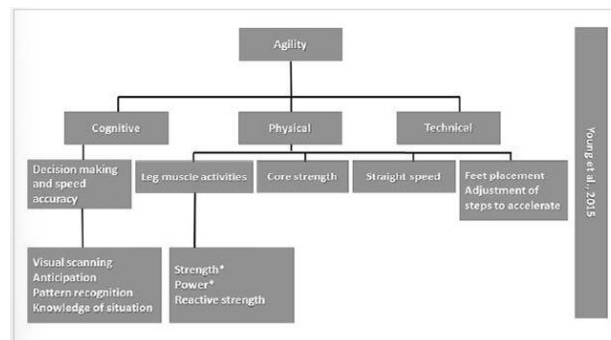 Agility
Cognitive
Physical
Technical
Decision making
and speed
accuracy
Leg muscle activities
Core strength
Straight speed
Feet placement
Adjustment of
steps to accelerate
Visual scanning
Anticipation
Pattern recognition
Knowledge of situation
Strength*
Power*
Reactive strength
Young et al., 2015